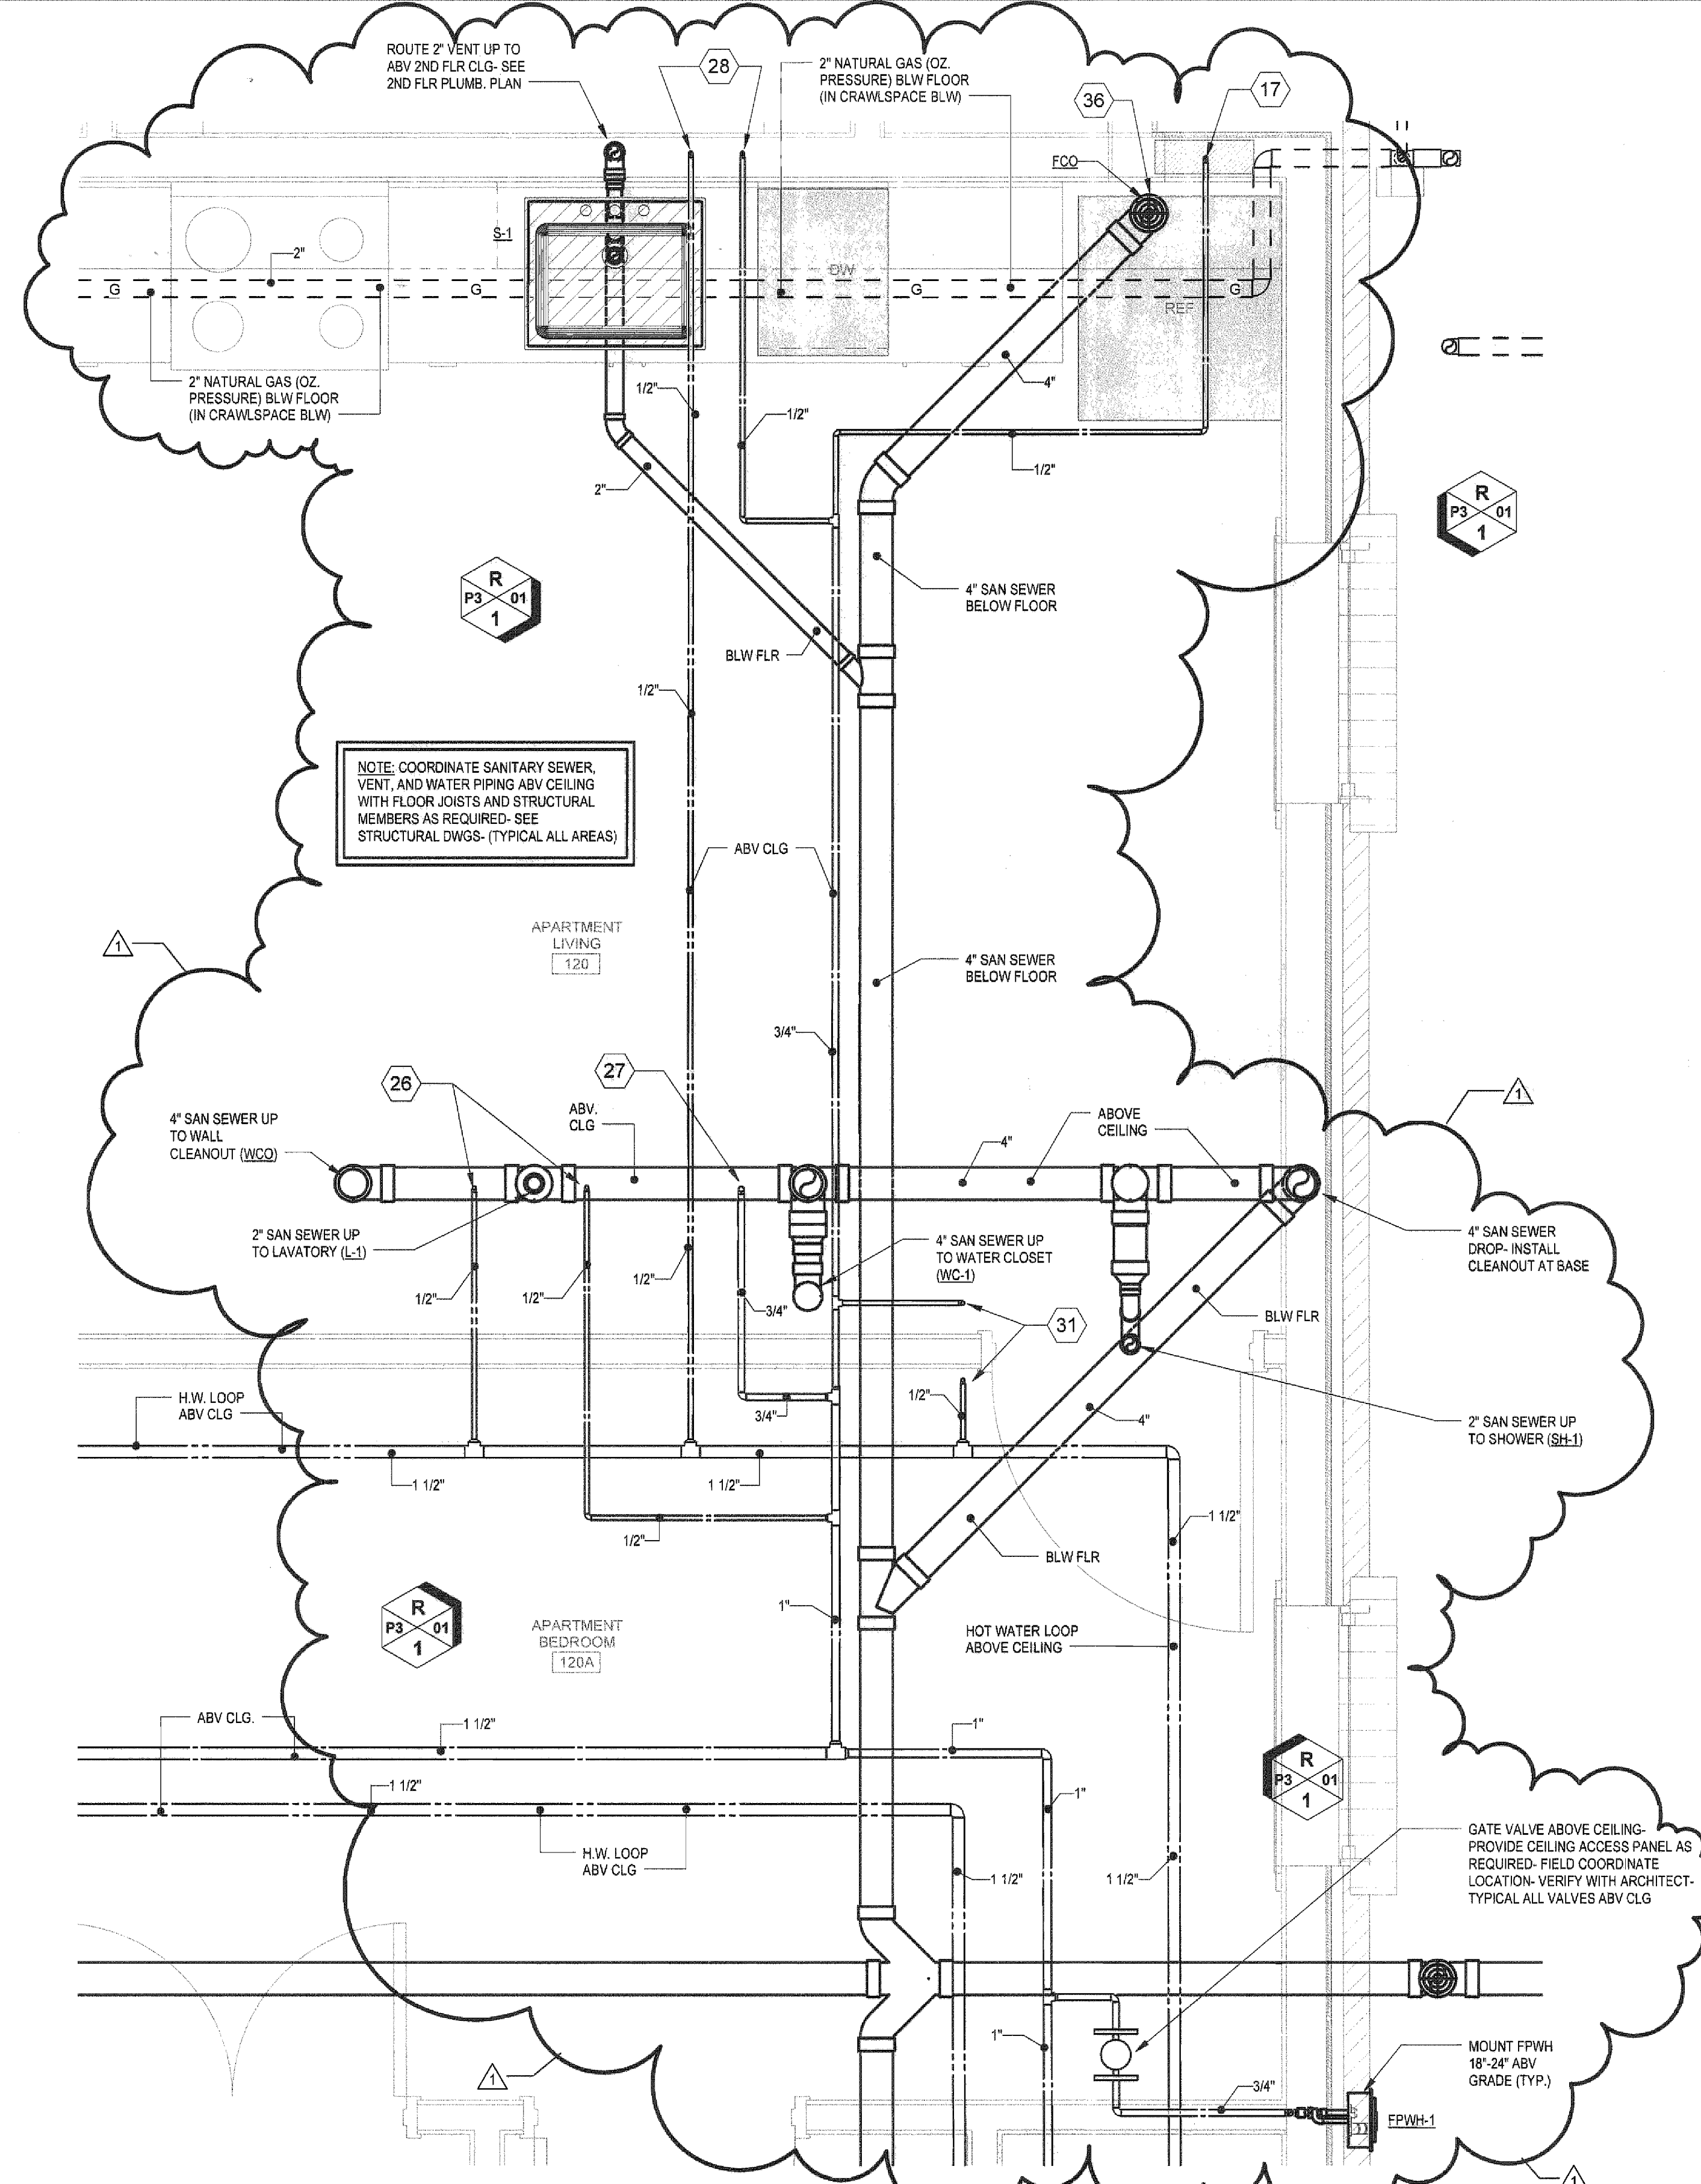 ROUTE 2" VENT UP TO
ABV 2ND FLR CLG- SEE
2ND FLR PLUMB. PLAN
28
2" NATURAL GAS (OZ.
PRESSURE) BLW FLOOR
(IN CRAWLSPACE BLW)
36
17
FCO
S-1
2"
G
G
G
G
DW
REF
2" NATURAL GAS (OZ.
PRESSURE) BLW FLOOR
(IN CRAWLSPACE BLW)
1/2"
1/2"
4"
1/2"
2"
R
P3
01
1
R
P3
01
1
4" SAN SEWER
BELOW FLOOR
BLW FLR
1/2"
NOTE: COORDINATE SANITARY SEWER,
VENT, AND WATER PIPING ABV CEILING
WITH FLOOR JOISTS AND STRUCTURAL
MEMBERS AS REQUIRED- SEE
STRUCTURAL DWGS- (TYPICAL ALL AREAS)
ABV CLG
APARTMENT
LIVING
120
1
4" SAN SEWER
BELOW FLOOR
3/4"
26
27
1
4" SAN SEWER UP
TO WALL
CLEANOUT (WCO)
ABV.
CLG
4"
ABOVE
CEILING
2" SAN SEWER UP
TO LAVATORY (L-1)
4" SAN SEWER UP
TO WATER CLOSET
(WC-1)
4" SAN SEWER
DROP- INSTALL
CLEANOUT AT BASE
1/2"
1/2"
1/2"
3/4"
31
BLW FLR
H.W. LOOP
ABV CLG
3/4"
1/2"
4"
2" SAN SEWER UP
TO SHOWER (SH-1)
1 1/2"
1 1/2"
1 1/2"
1/2"
BLW FLR
R
P3
01
1
1"
APARTMENT
BEDROOM
120A
HOT WATER LOOP
ABOVE CEILING
ABV CLG.
1 1/2"
1"
R
P3
01
1
1 1/2"
1"
H.W. LOOP
ABV CLG
1 1/2"
1 1/2"
GATE VALVE ABOVE CEILING-
PROVIDE CEILING ACCESS PANEL AS
REQUIRED- FIELD COORDINATE
LOCATION- VERIFY WITH ARCHITECT-
TYPICAL ALL VALVES ABV CLG
1"
1
MOUNT FPWH
18"-24" ABV
GRADE (TYP.)
3/4"
FPWH-1
1